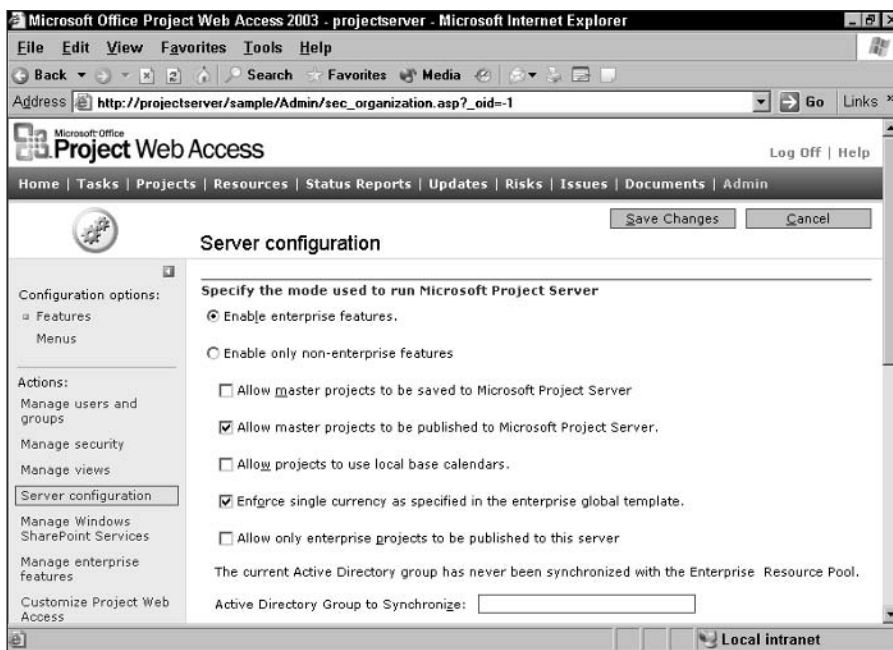 Microsoft Office Project Web Access 2003 - projectserver - Microsoft Internet Explorer
File Edit View Favorites Tools Help
Back Search Favorites Media
Address http://projectserver/sample/Admin/sec_organization.asp?_oid=-1 Go Links »
Microsoft Office
Project Web Access
Log Off | Help
Home | Tasks | Projects | Resources | Status Reports | Updates | Risks | Issues | Documents | Admin
Save Changes Cancel
Server configuration
Configuration options:
Features
Menus
Actions:
Manage users and
groups
Manage security
Manage views
Server configuration
Manage Windows
SharePoint Services
Manage enterprise
features
Customize Project Web
Access
Specify the mode used to run Microsoft Project Server
Enable enterprise features.
Enable only non-enterprise features
Allow master projects to be saved to Microsoft Project Server
Allow master projects to be published to Microsoft Project Server.
Allow projects to use local base calendars.
Enforce single currency as specified in the enterprise global template.
Allow only enterprise projects to be published to this server
The current Active Directory group has never been synchronized with the Enterprise Resource Pool.
Active Directory Group to Synchronize:
Local intranet